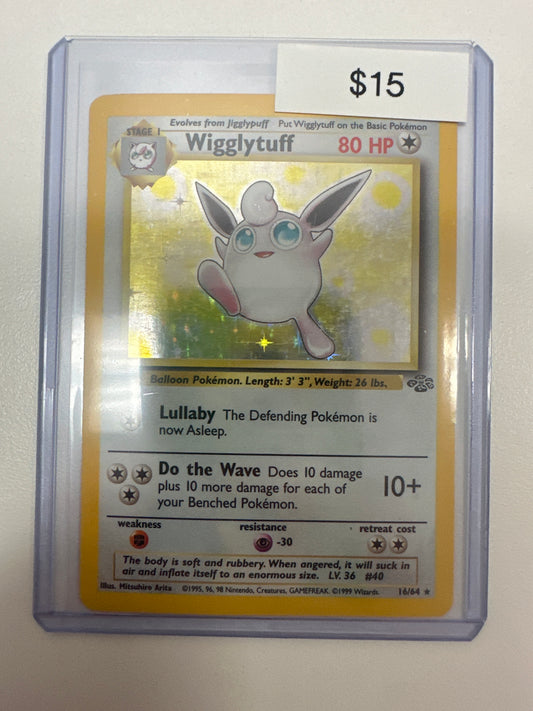 $15
Evolves from Jigglypuff Put Wigglytuff on the Basic Pokémon
STAGE 1
Wigglytuff 80 HP
Balloon Pokémon. Length: 3' 3", Weight: 26 lbs.
Lullaby The Defending Pokémon is
now Asleep.
Do the Wave Does 10 damage
plus 10 more damage for each of
your Benched Pokémon.
10+
weakness resistance retreat cost
-30
The body is soft and rubbery. When angered, it will suck in
air and inflate itself to an enormous size. LV. 36 #40
Illus. Mitsuhiro Arita ©1995, 96, 98 Nintendo, Creatures, GAMEFREAK. ©1999 Wizards. 16/64 ★